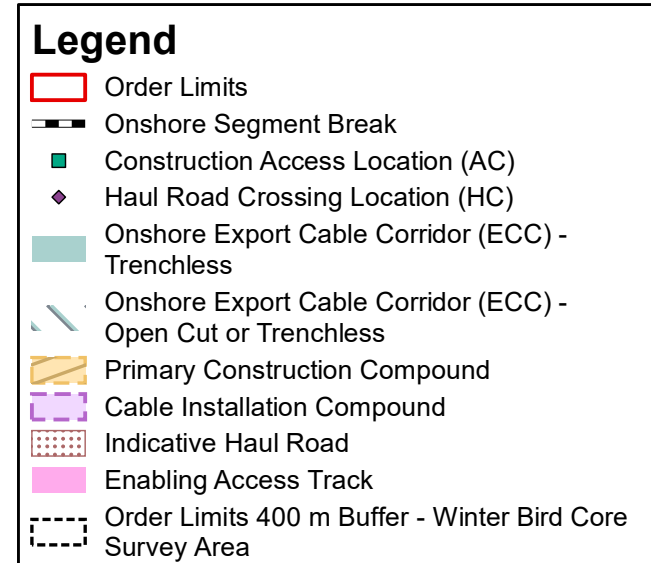 Legend
Order Limits
Onshore Segment Break
Construction Access Location (AC)
Haul Road Crossing Location (HC)
Onshore Export Cable Corridor (ECC) -
Trenchless
Onshore Export Cable Corridor (ECC) -
Open Cut or Trenchless
Primary Construction Compound
Cable Installation Compound
Indicative Haul Road
Enabling Access Track
Order Limits 400 m Buffer - Winter Bird Core
Survey Area